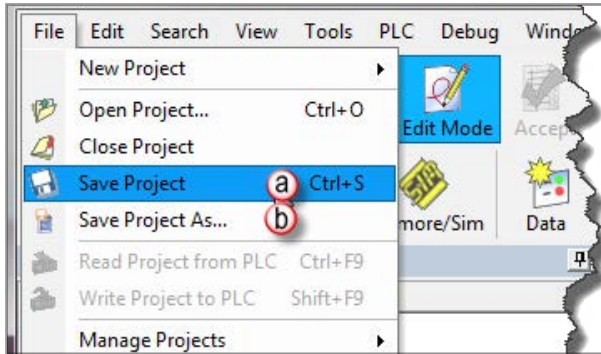 File Edit Search View Tools PLC Debug
New Project
Open Project... Ctrl+O
Close Project
Save Project a Ctrl+S
Save Project As... b
Read Project from PLC Ctrl+F9
Write Project to PLC Shift+F9
Manage Projects
Edit Mode
more/Sim Data